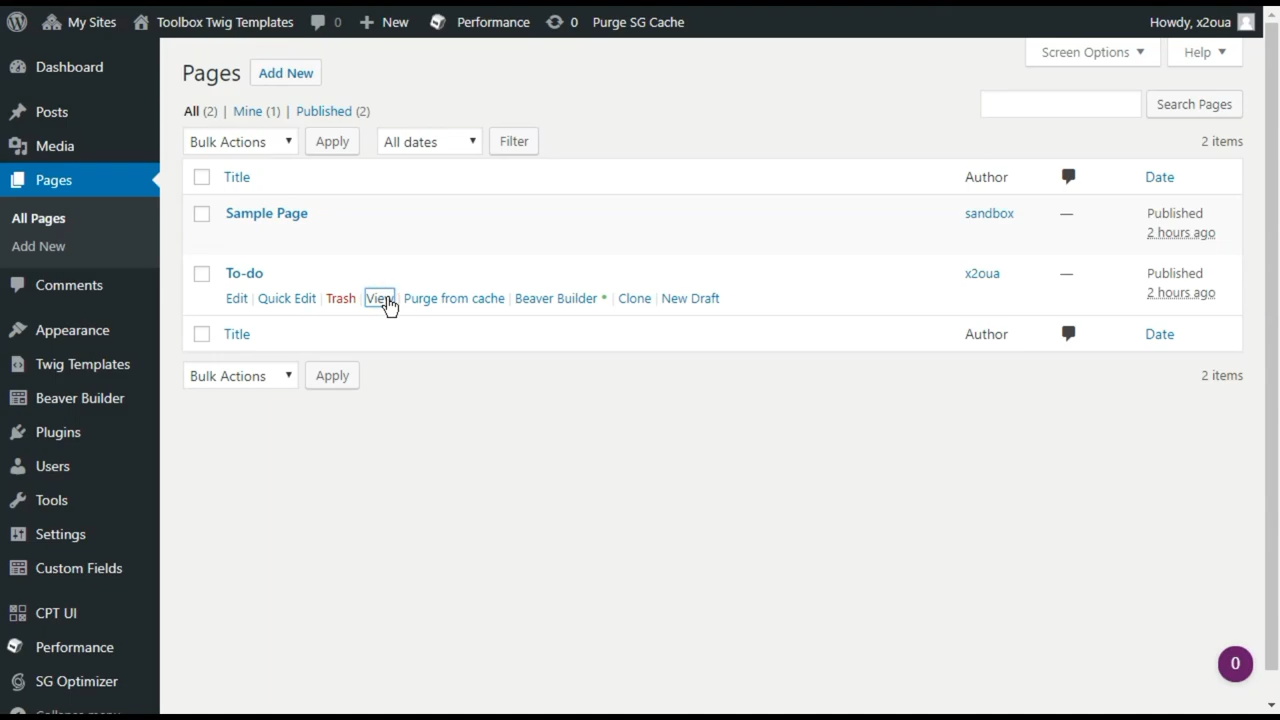 My Sites Toolbox Twig Templates 0 New Performance 0 Purge SG Cache Howdy, x2oua
Screen Options Help
Dashboard
Posts
Media
Pages
All Pages
Add New
Comments
Appearance
Twig Templates
Beaver Builder
Plugins
Users
Tools
Settings
Custom Fields
CPT UI
Performance
SG Optimizer
Collapse menu
Pages Add New
All (2) | Mine (1) | Published (2)
Search Pages
Bulk Actions Apply All dates Filter 2 items
Title Author Date
Sample Page sandbox — Published
2 hours ago
To-do x2oua — Published
Edit | Quick Edit | Trash | View | Purge from cache | Beaver Builder • | Clone | New Draft 2 hours ago
Title Author Date
Bulk Actions Apply 2 items
0